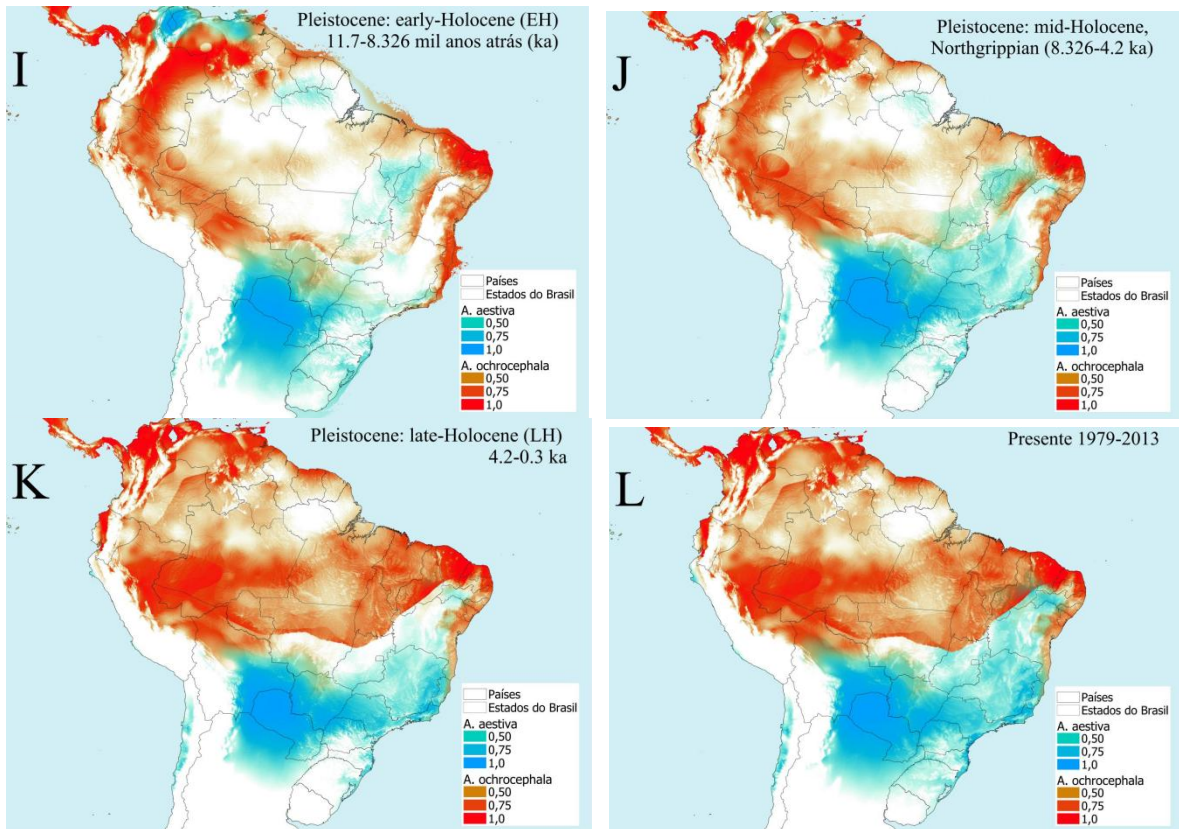 I
Pleistocene: early-Holocene (EH)
11.7-8.326 mil anos atrás (ka)
Países
Estados do Brasil
A. aestiva
0,50
0,75
1,0
A. ochrocephala
0,50
0,75
1,0
J
Pleistocene: mid-Holocene,
Northgrippian (8.326-4.2 ka)
Países
Estados do Brasil
A. aestiva
0,50
0,75
1,0
A. ochrocephala
0,50
0,75
1,0
K
Pleistocene: late-Holocene (LH)
4.2-0.3 ka
Países
Estados do Brasil
A. aestiva
0,50
0,75
1,0
A. ochrocephala
0,50
0,75
1,0
L
Presente 1979-2013
Países
Estados do Brasil
A. aestiva
0,50
0,75
1,0
A. ochrocephala
0,50
0,75
1,0